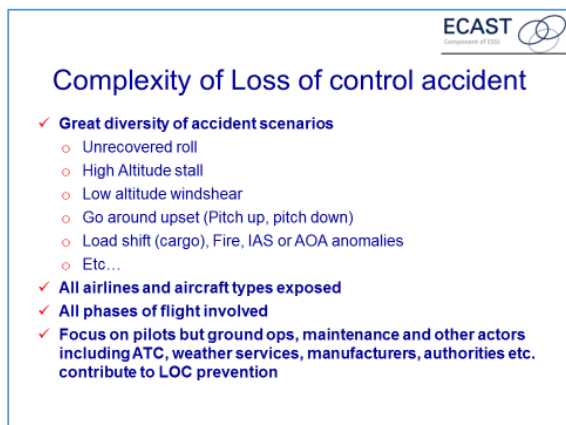 ECAST
Component of ESSI
Complexity of Loss of control accident
✓ Great diversity of accident scenarios
o Unrecovered roll
o High Altitude stall
o Low altitude windshear
o Go around upset (Pitch up, pitch down)
o Load shift (cargo), Fire, IAS or AOA anomalies
o Etc…
✓ All airlines and aircraft types exposed
✓ All phases of flight involved
✓ Focus on pilots but ground ops, maintenance and other actors
including ATC, weather services, manufacturers, authorities etc.
contribute to LOC prevention